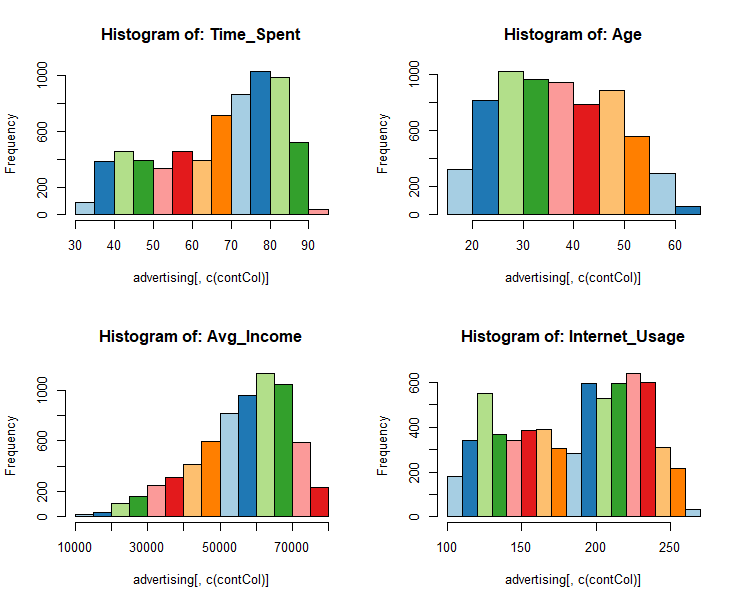 Histogram of: Time_Spent
Frequency
0 200 600 1000
30 40 50 60 70 80 90
advertising[, c(contCol)]
Histogram of: Age
Frequency
0 200 600 1000
20 30 40 50 60
advertising[, c(contCol)]
Histogram of: Avg_Income
Frequency
0 200 600 1000
10000 30000 50000 70000
advertising[, c(contCol)]
Histogram of: Internet_Usage
Frequency
0 200 400 600
100 150 200 250
advertising[, c(contCol)]